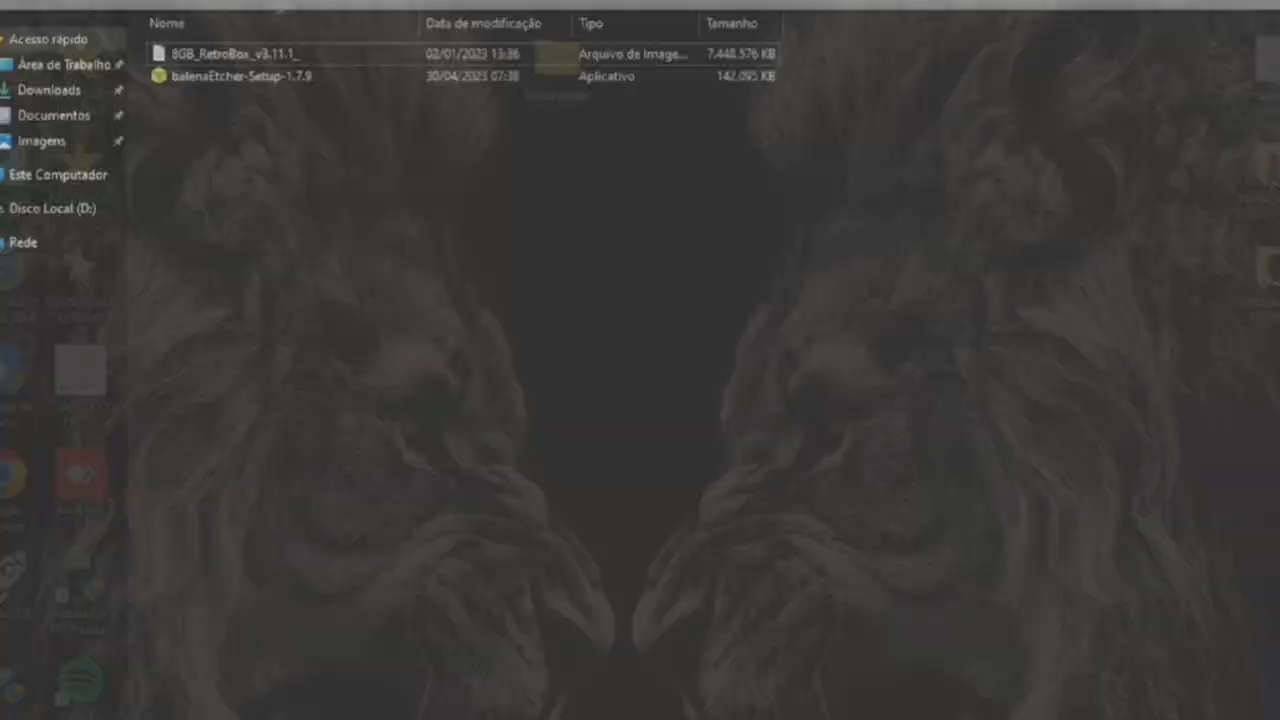 Nome Data de modificação Tipo Tamanho
Acesso rápido
8GB_RetroBox_v3.11.1_ 02/01/2023 13:36 Arquivo de Image... 7.448.576 KB
Área de Trabalho
balenaEtcher-Setup-1.7.9 30/04/2023 07:38 Aplicativo 142.095 KB
Downloads
Documentos
Imagens
Este Computador
Disco Local (D:)
Rede